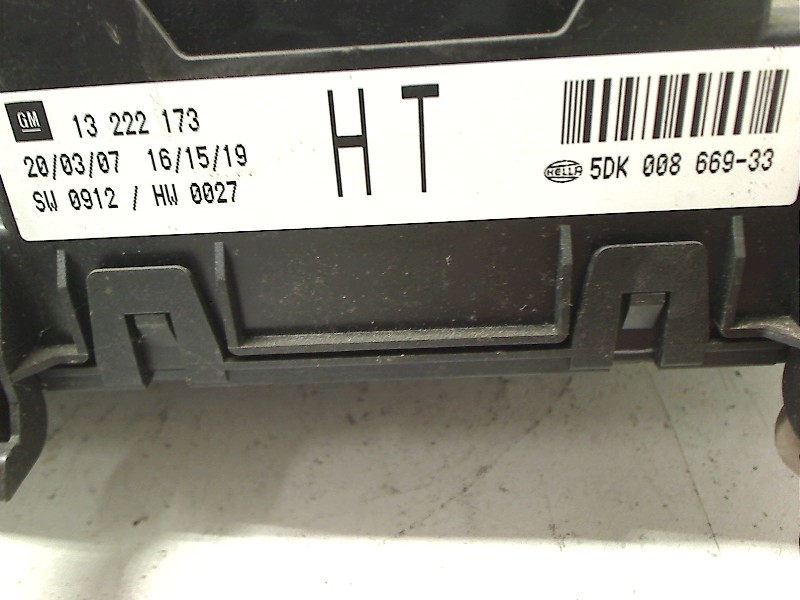 GM 13 222 173
20/03/07 16/15/19
SW 0912 / HW 0027
HT
HELLA 5DK 008 669-33